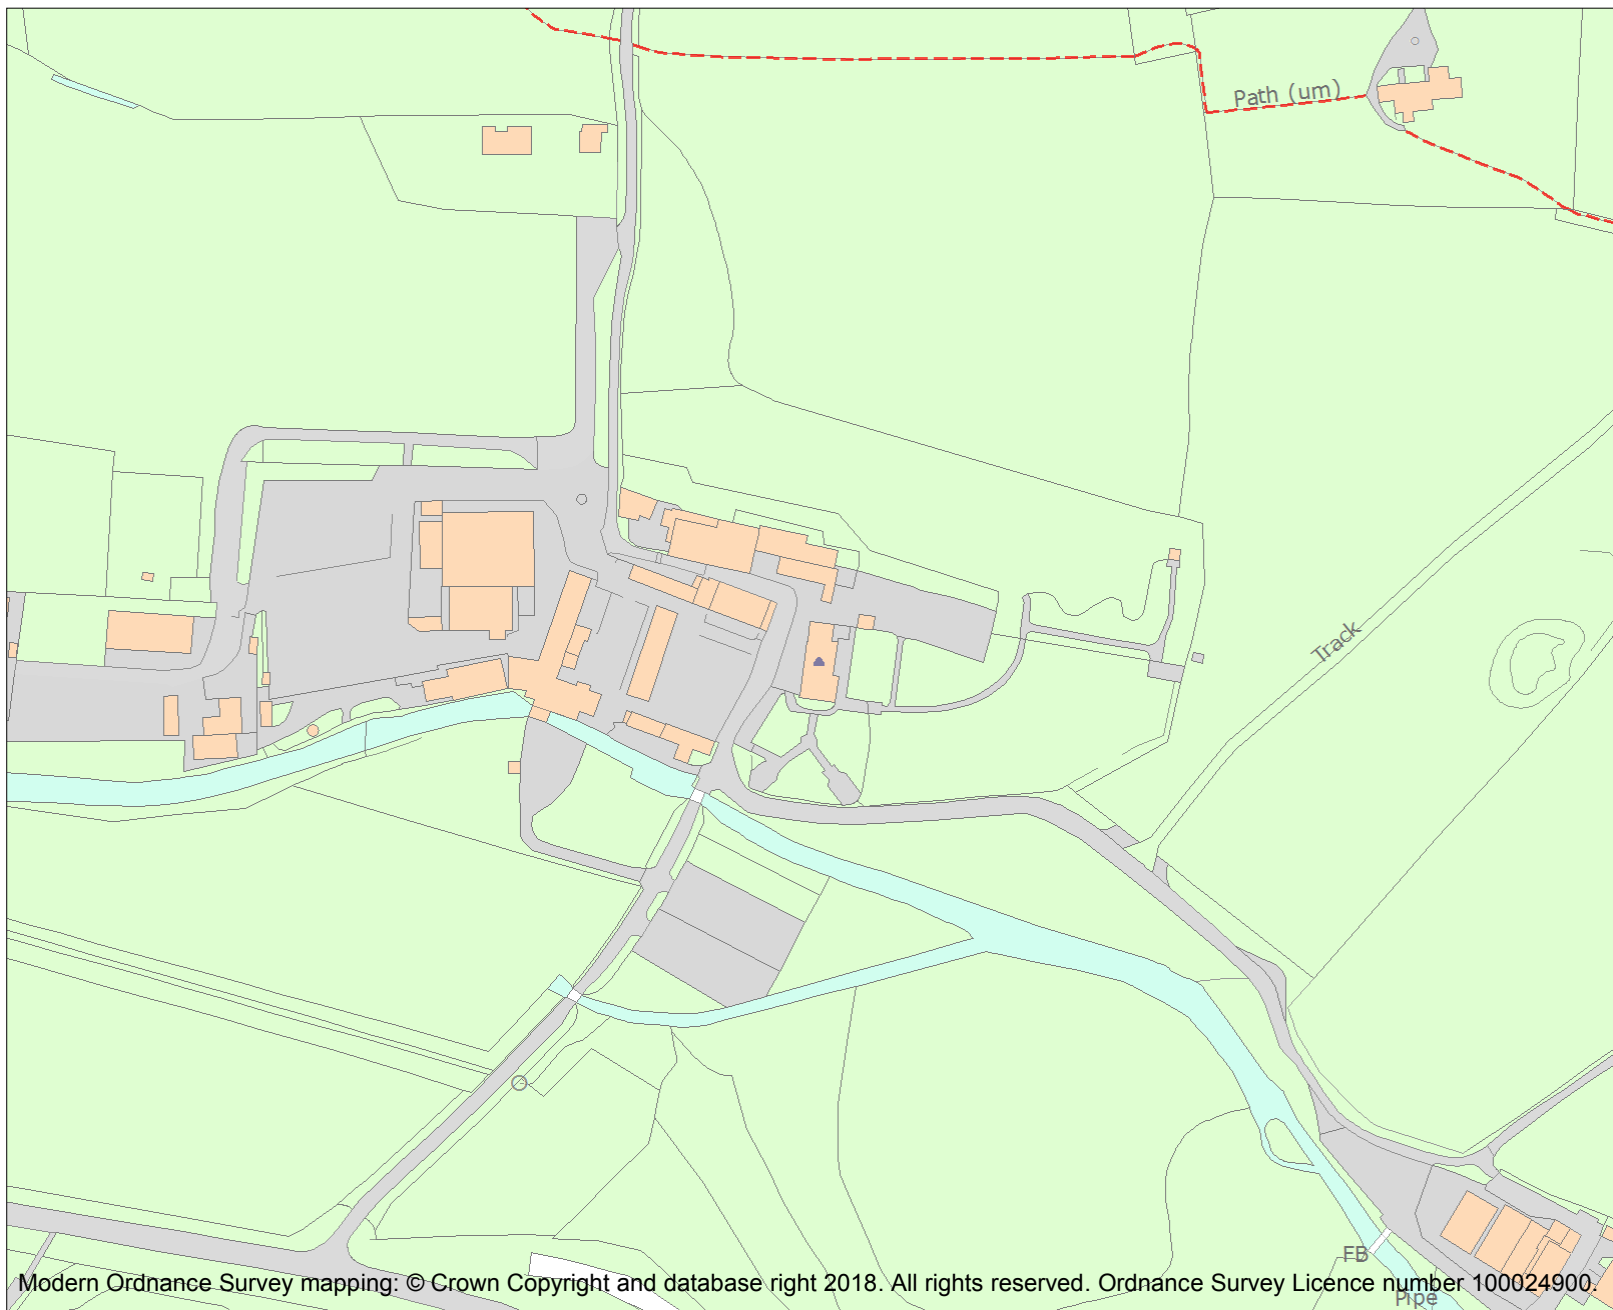 Path (um)
Track
FB
Modern Ordnance Survey mapping: © Crown Copyright and database right 2018. All rights reserved. Ordnance Survey Licence number 100024900.
Pipe